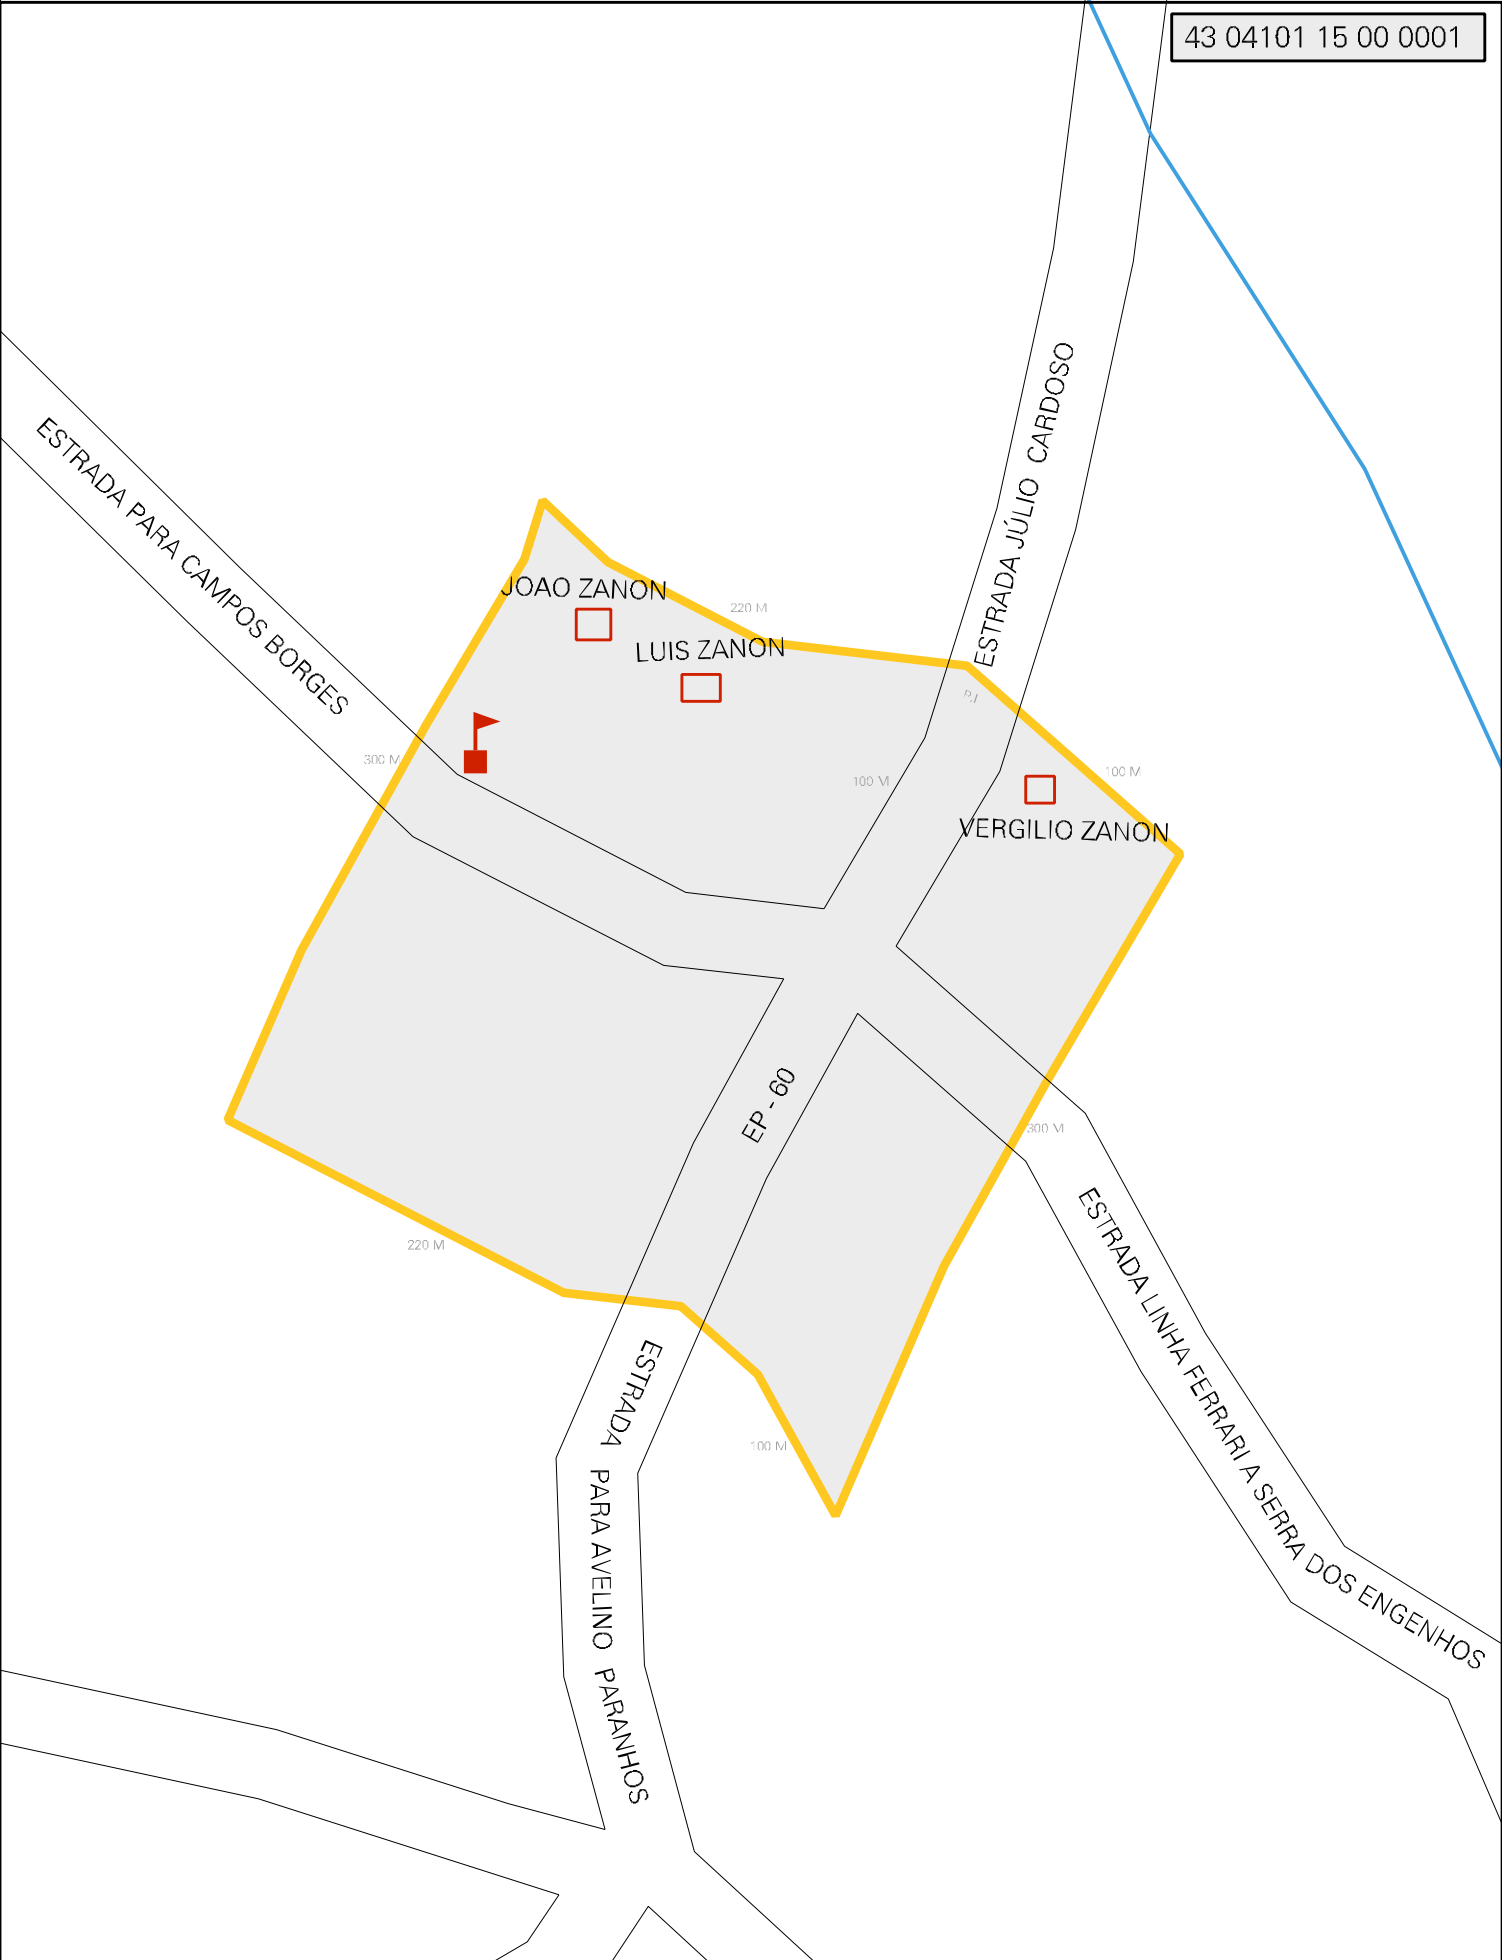 43 04101 15 00 0001
ESTRADA JÚLIO CARDOSO
ESTRADA PARA CAMPOS BORGES
JOAO ZANON
220 M
LUIS ZANON
P.I
300 M
100 M
100 M
VERGILIO ZANON
EP - 60
300 M
220 M
ESTRADA LINHA FERRARI A SERRA DOS ENGENHOS
ESTRADA PARA AVELINO PARANHOS
100 M